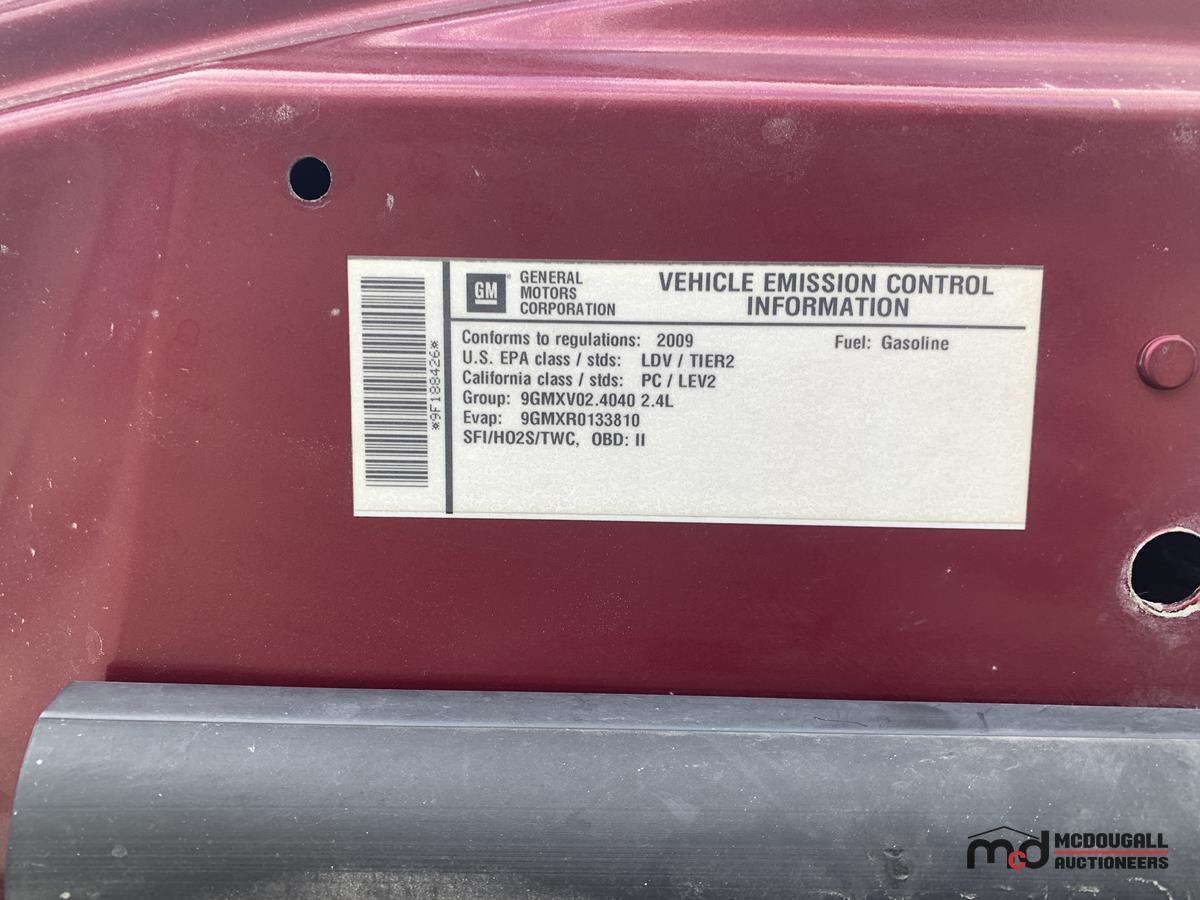 *9F188426*
GM
GENERAL
MOTORS
CORPORATION
VEHICLE EMISSION CONTROL
INFORMATION
Conforms to regulations: 2009
Fuel: Gasoline
U.S. EPA class / stds: LDV / TIER2
California class / stds: PC / LEV2
Group: 9GMXV02.4040 2.4L
Evap: 9GMXR0133810
SFI/HO2S/TWC, OBD: II
mcd
MCDOUGALL
AUCTIONEERS